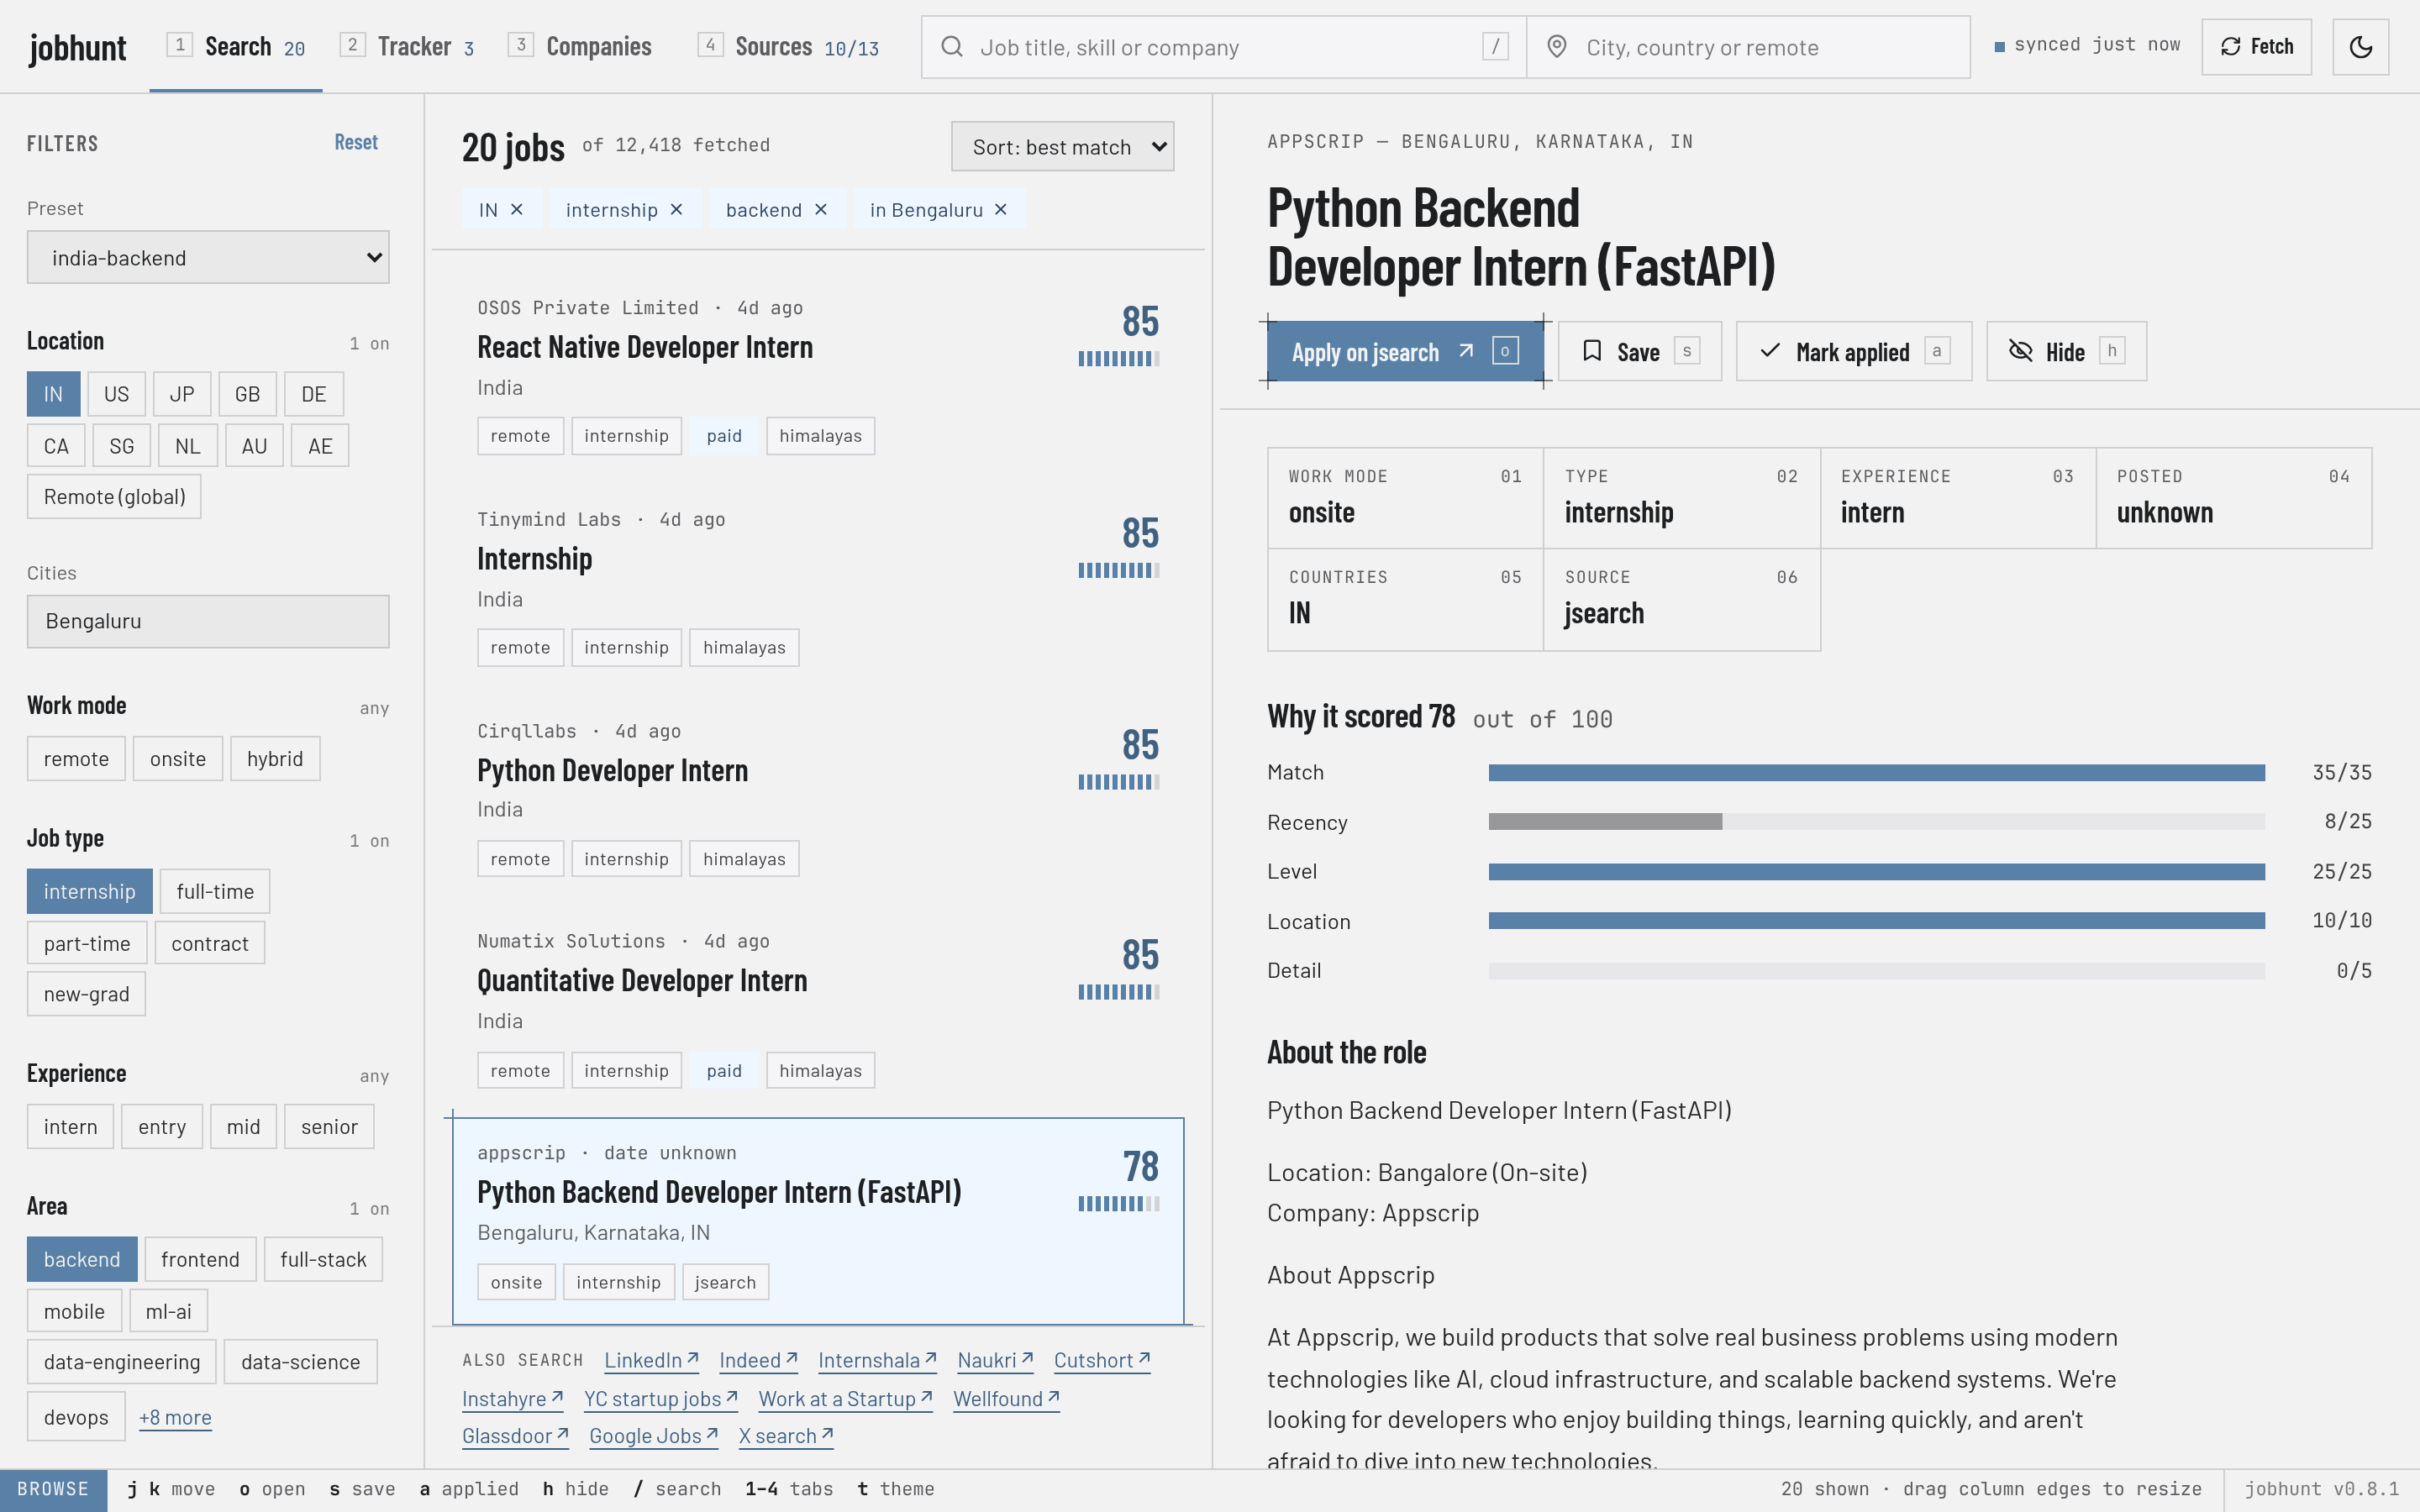 jobhunt 1 Search 20 2 Tracker 3 3 Companies 4 Sources 10/13 Job title, skill or company / City, country or remote synced just now Fetch
FILTERS Reset
Preset
india-backend
Location 1 on
IN US JP GB DE
CA SG NL AU AE
Remote (global)
Cities
Bengaluru
Work mode any
remote onsite hybrid
Job type 1 on
internship full-time
part-time contract
new-grad
Experience any
intern entry mid senior
Area 1 on
backend frontend full-stack
mobile ml-ai
data-engineering data-science
devops +8 more
20 jobs of 12,418 fetched Sort: best match
IN × internship × backend × in Bengaluru ×
OSOS Private Limited · 4d ago 85
React Native Developer Intern
India
remote internship paid himalayas
Tinymind Labs · 4d ago 85
Internship
India
remote internship himalayas
Cirqllabs · 4d ago 85
Python Developer Intern
India
remote internship himalayas
Numatix Solutions · 4d ago 85
Quantitative Developer Intern
India
remote internship paid himalayas
appscrip · date unknown 78
Python Backend Developer Intern (FastAPI)
Bengaluru, Karnataka, IN
onsite internship jsearch
ALSO SEARCH LinkedIn Indeed Internshala Naukri Cutshort
Instahyre YC startup jobs Work at a Startup Wellfound
Glassdoor Google Jobs X search
APPSCRIP — BENGALURU, KARNATAKA, IN
Python Backend
Developer Intern (FastAPI)
Apply on jsearch o Save s Mark applied a Hide h
WORK MODE 01 TYPE 02 EXPERIENCE 03 POSTED 04
onsite internship intern unknown
COUNTRIES 05 SOURCE 06
IN jsearch
Why it scored 78 out of 100
Match 35/35
Recency 8/25
Level 25/25
Location 10/10
Detail 0/5
About the role
Python Backend Developer Intern (FastAPI)
Location: Bangalore (On-site)
Company: Appscrip
About Appscrip
At Appscrip, we build products that solve real business problems using modern
technologies like AI, cloud infrastructure, and scalable backend systems. We're
looking for developers who enjoy building things, learning quickly, and aren't
afraid to dive into new technologies.
BROWSE j k move o open s save a applied h hide / search 1–4 tabs t theme 20 shown · drag column edges to resize jobhunt v0.8.1